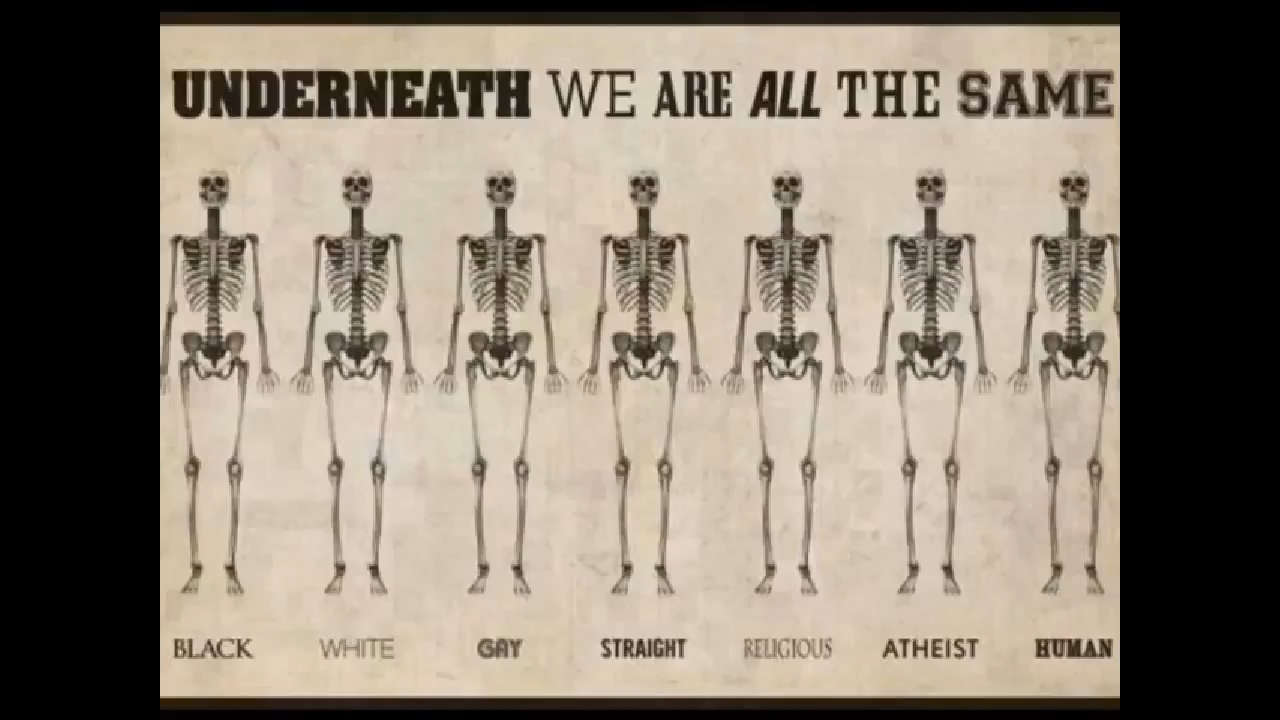 UNDERNEATH WE ARE ALL THE SAME
BLACK WHITE GAY STRAIGHT RELIGIOUS ATHEIST HUMAN